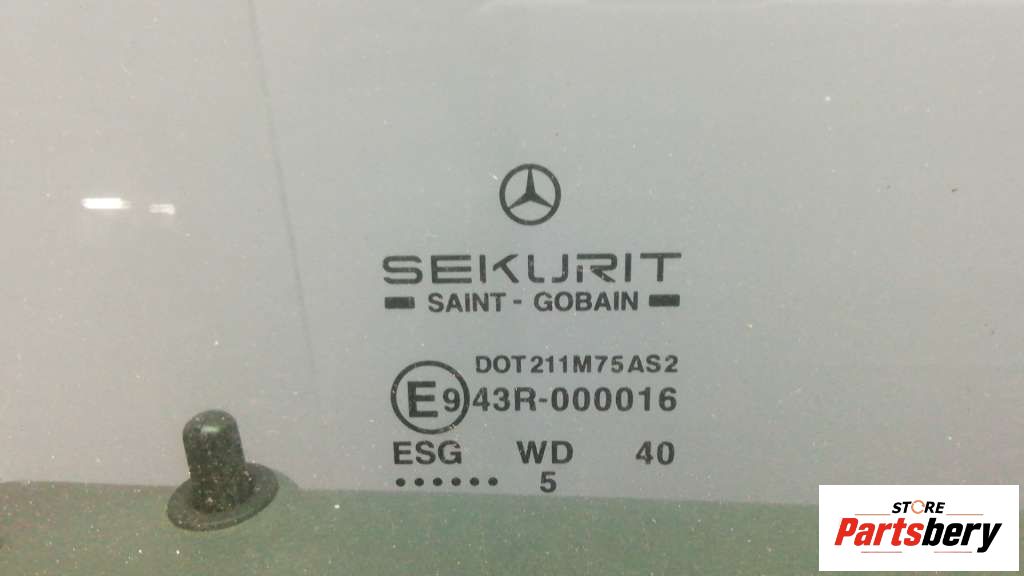 SEKURIT
SAINT - GOBAIN
DOT211M75AS2
E9 43R-000016
ESG WD 40
...... 5
STORE
Partsbery